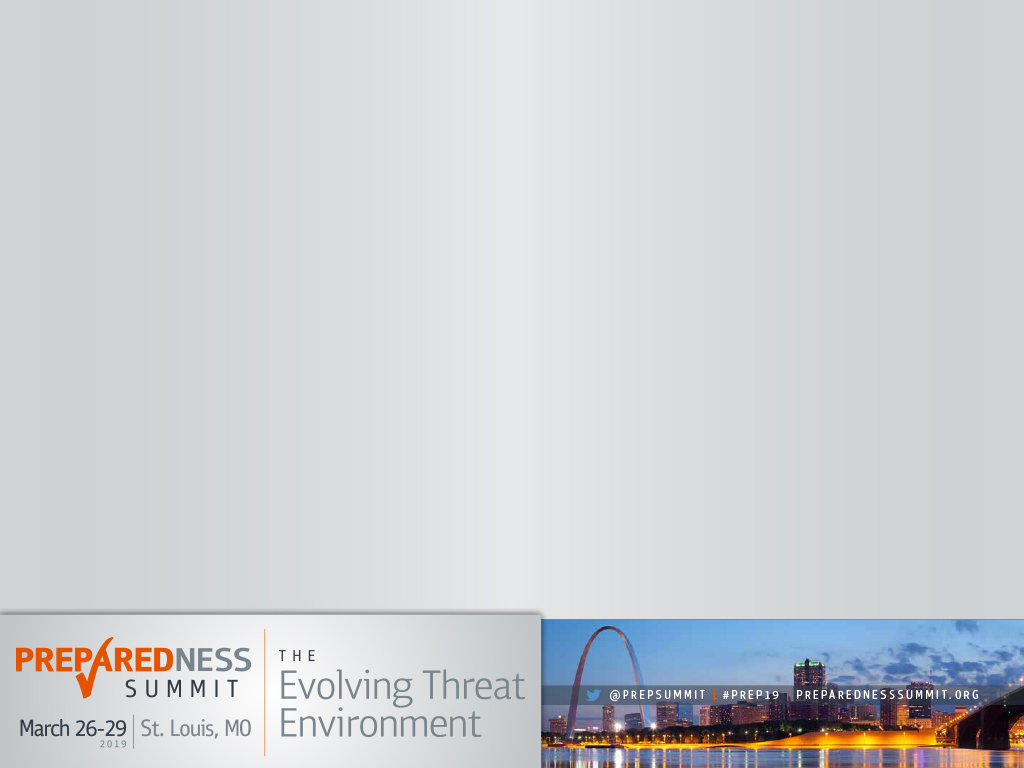 PREPAREDNESS
SUMMIT
March 26-29
2019
St. Louis, MO
THE
Evolving Threat
Environment
@PREPSUMMIT | #PREP19 | PREPAREDNESSSUMMIT.ORG